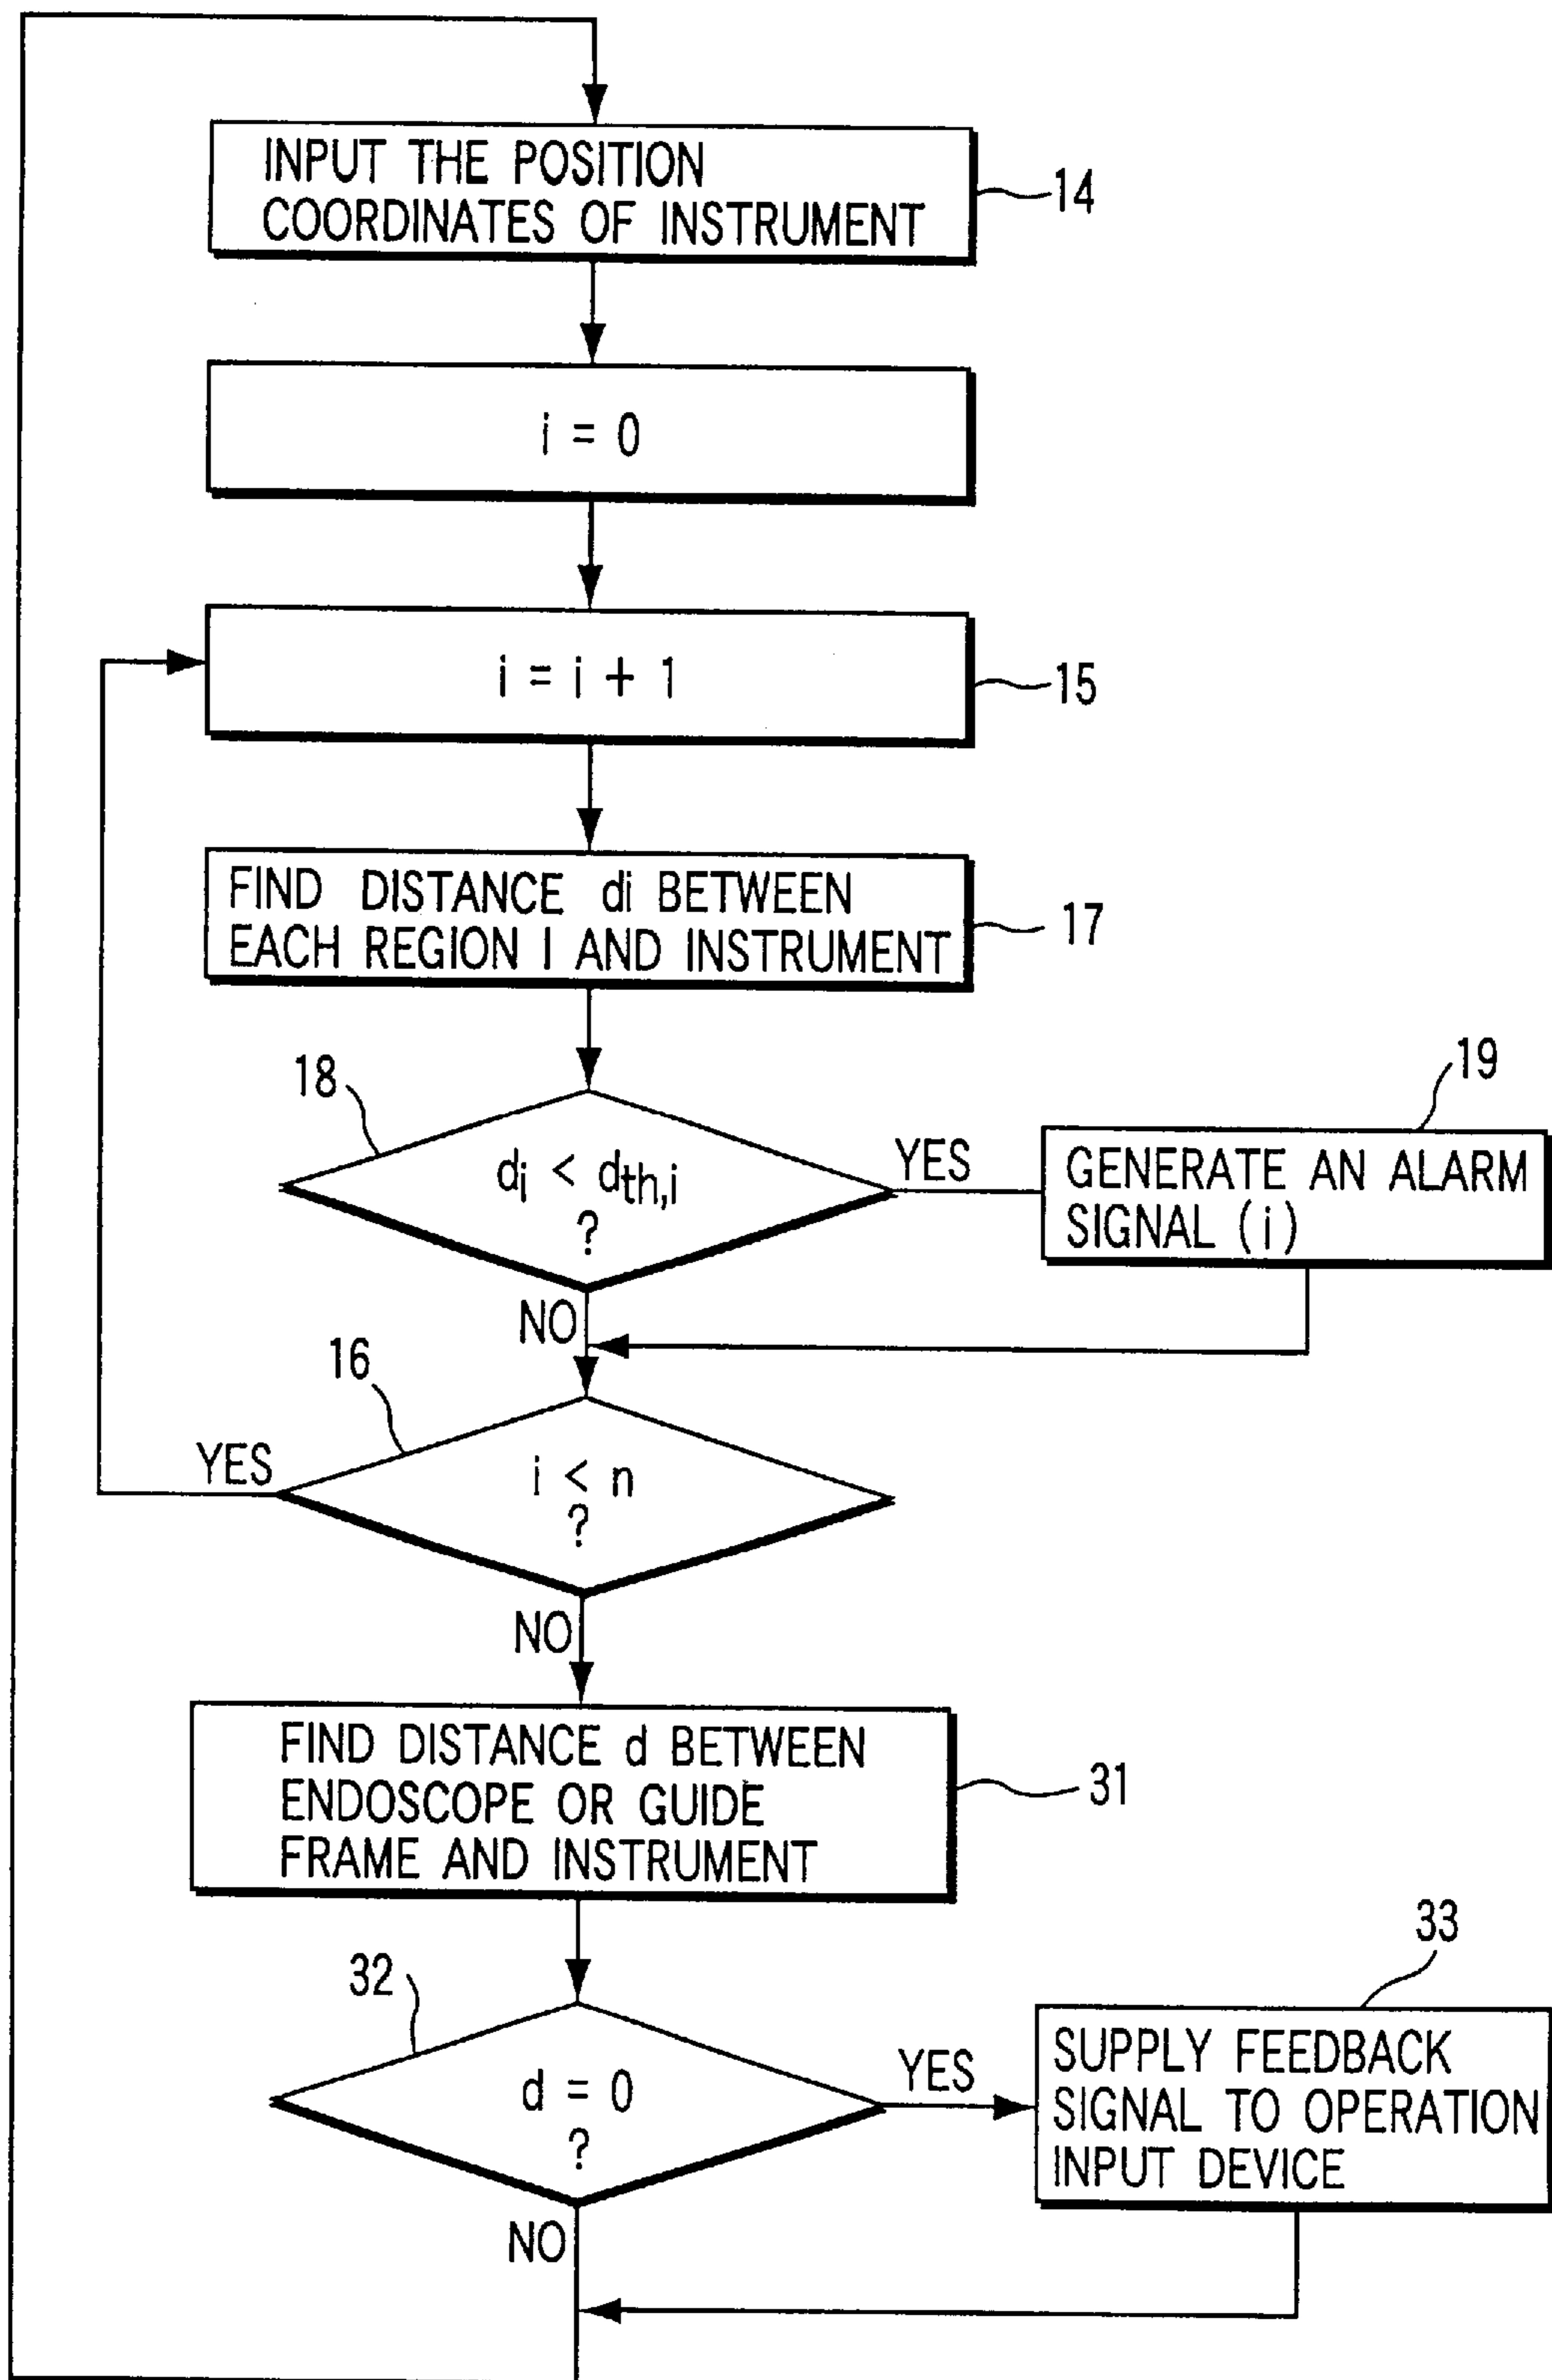 INPUT THE POSITION
COORDINATES OF INSTRUMENT
14
i = 0
i = i + 1
15
FIND DISTANCE di BETWEEN
EACH REGION I AND INSTRUMENT
17
18
di < dth,i
?
YES
19
GENERATE AN ALARM
SIGNAL (i)
NO
16
YES
i < n
?
NO
FIND DISTANCE d BETWEEN
ENDOSCOPE OR GUIDE
FRAME AND INSTRUMENT
31
32
d = 0
?
YES
33
SUPPLY FEEDBACK
SIGNAL TO OPERATION
INPUT DEVICE
NO